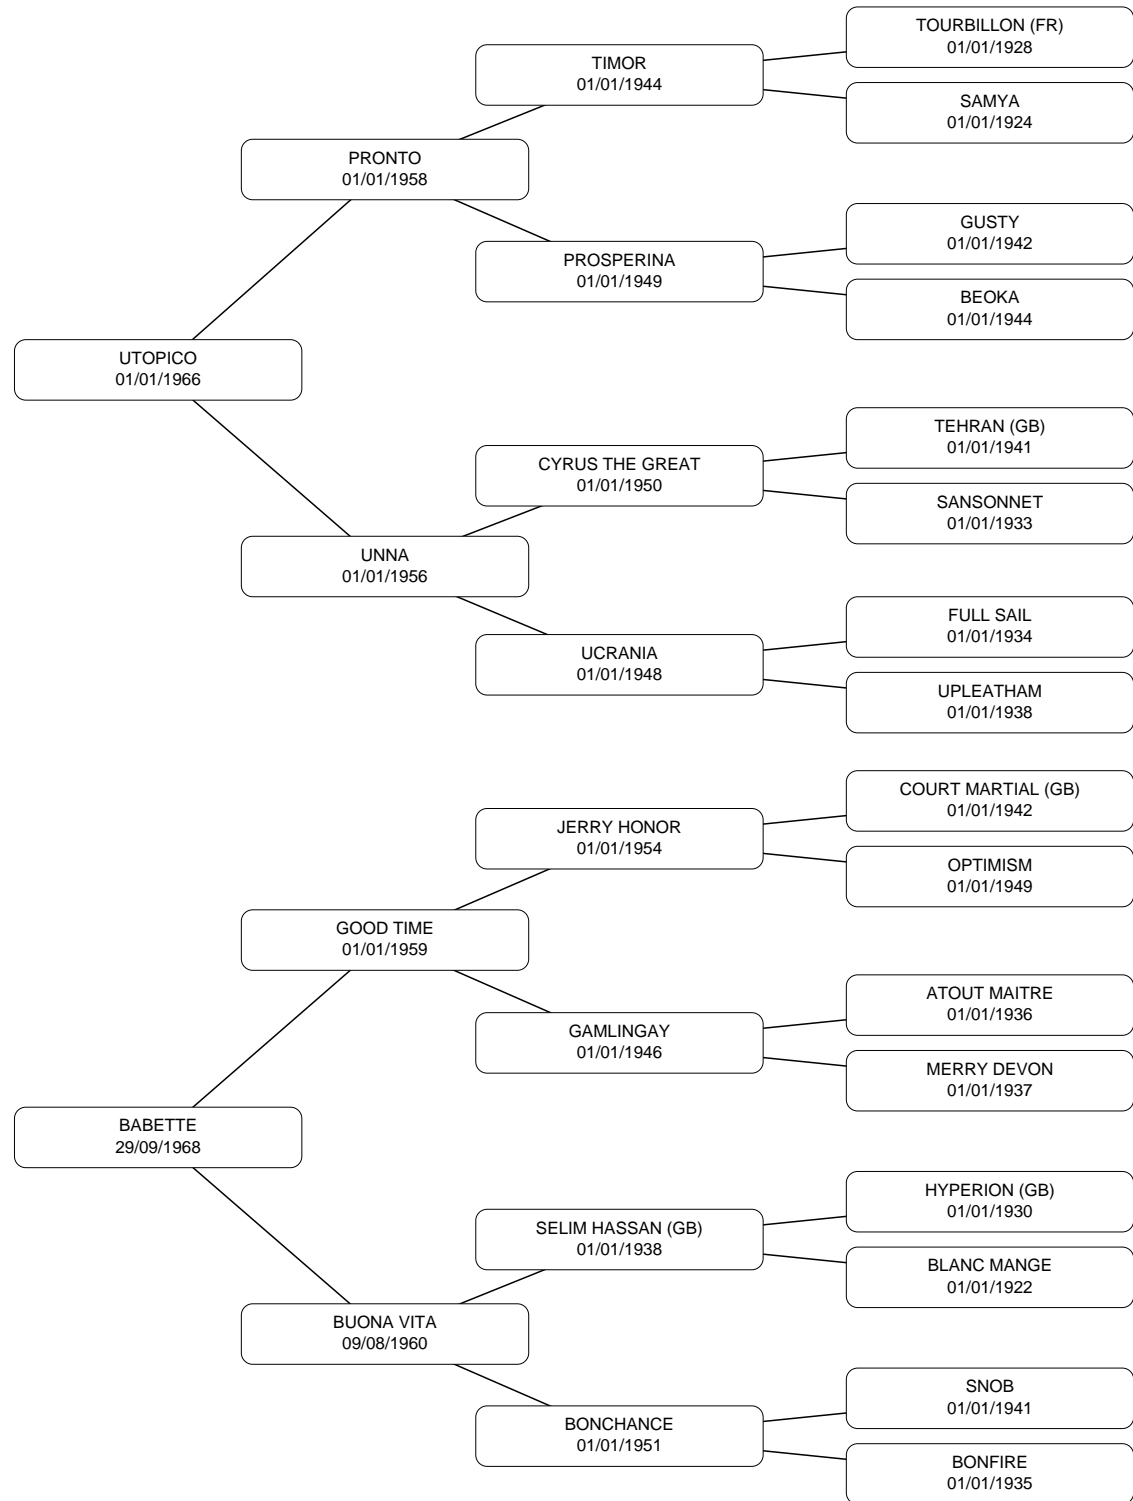 TOURBILLON (FR)
01/01/1928
TIMOR
01/01/1944
SAMYA
01/01/1924
PRONTO
01/01/1958
GUSTY
01/01/1942
PROSPERINA
01/01/1949
BEOKA
01/01/1944
UTOPICO
01/01/1966
TEHRAN (GB)
01/01/1941
CYRUS THE GREAT
01/01/1950
SANSONNET
01/01/1933
UNNA
01/01/1956
FULL SAIL
01/01/1934
UCRANIA
01/01/1948
UPLEATHAM
01/01/1938
COURT MARTIAL (GB)
01/01/1942
JERRY HONOR
01/01/1954
OPTIMISM
01/01/1949
GOOD TIME
01/01/1959
ATOUT MAITRE
01/01/1936
GAMLINGAY
01/01/1946
MERRY DEVON
01/01/1937
BABETTE
29/09/1968
HYPERION (GB)
01/01/1930
SELIM HASSAN (GB)
01/01/1938
BLANC MANGE
01/01/1922
BUONA VITA
09/08/1960
SNOB
01/01/1941
BONCHANCE
01/01/1951
BONFIRE
01/01/1935